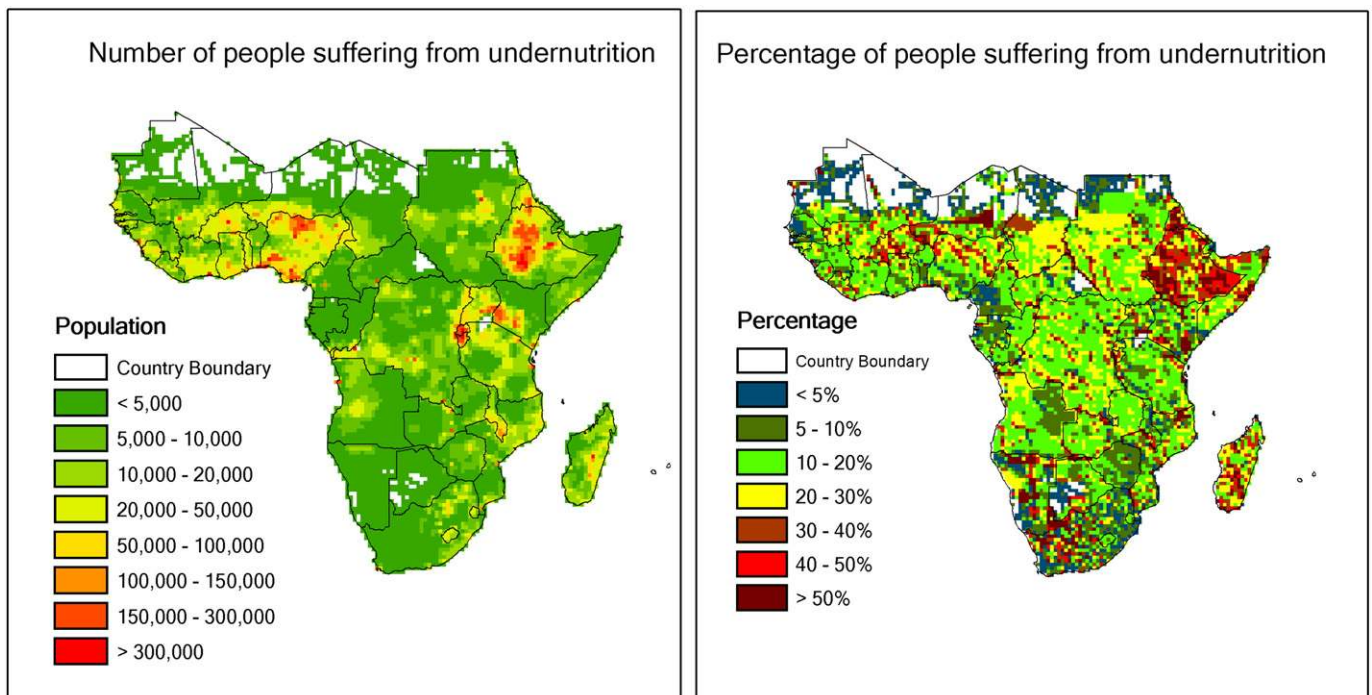 Number of people suffering from undernutrition
Population
Country Boundary
< 5,000
5,000 - 10,000
10,000 - 20,000
20,000 - 50,000
50,000 - 100,000
100,000 - 150,000
150,000 - 300,000
> 300,000
Percentage of people suffering from undernutrition
Percentage
Country Boundary
< 5%
5 - 10%
10 - 20%
20 - 30%
30 - 40%
40 - 50%
> 50%